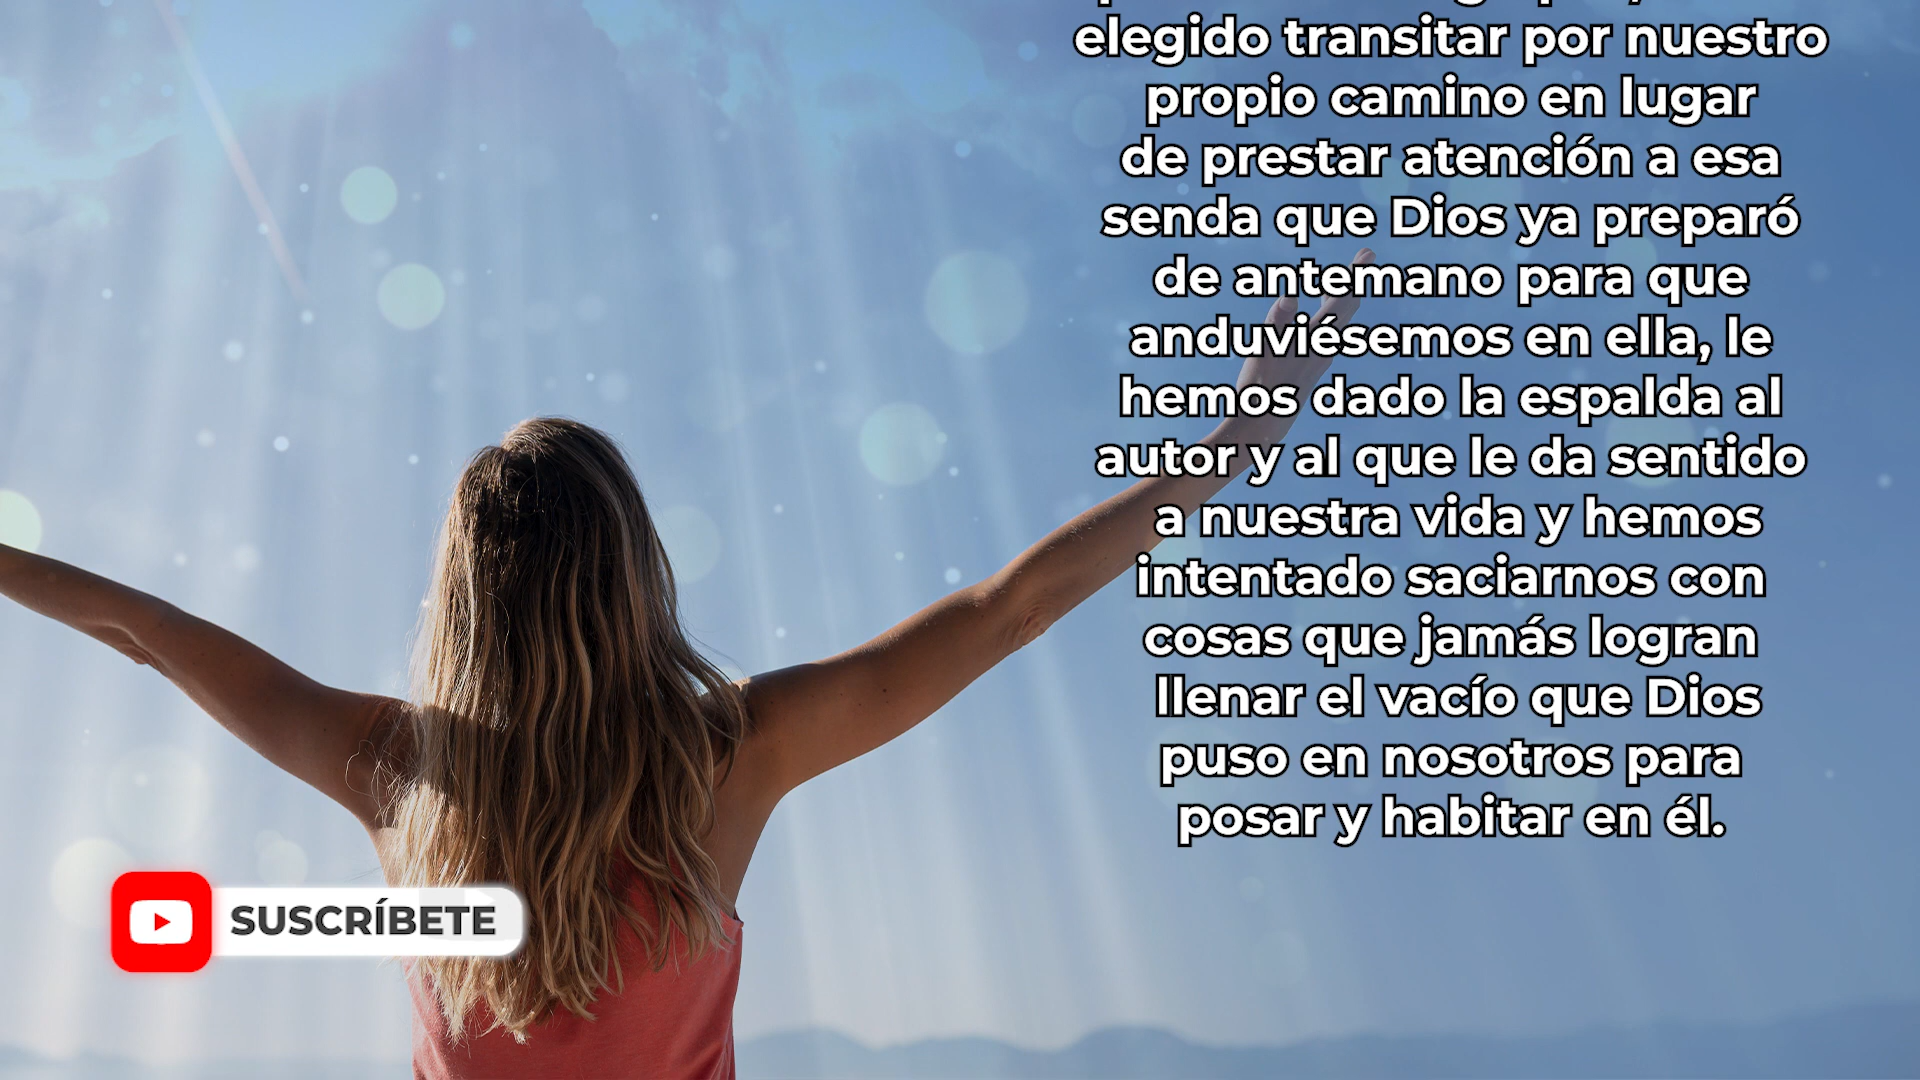 elegido transitar por nuestro
propio camino en lugar
de prestar atención a esa
senda que Dios ya preparó
de antemano para que
anduviésemos en ella, le
hemos dado la espalda al
autor y al que le da sentido
a nuestra vida y hemos
intentado saciarnos con
cosas que jamás logran
llenar el vacío que Dios
puso en nosotros para
posar y habitar en él.
SUSCRÍBETE